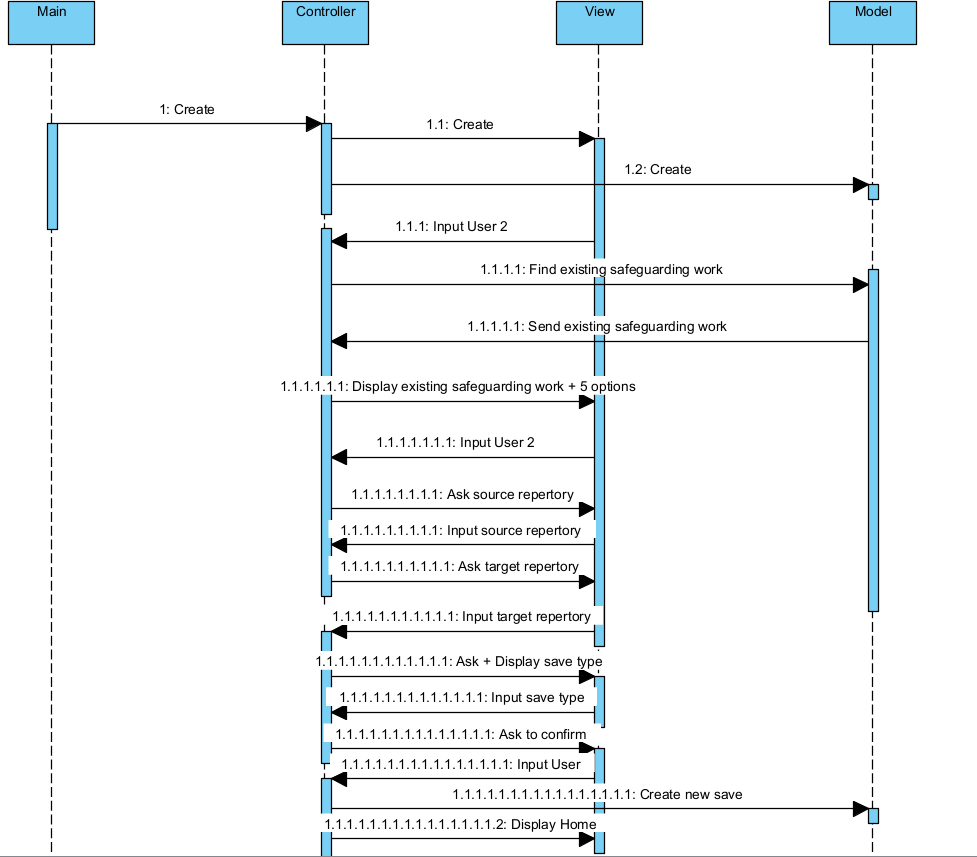 Main
Controller
View
Model
1: Create
1.1: Create
1.2: Create
1.1.1: Input User 2
1.1.1.1: Find existing safeguarding work
1.1.1.1.1: Send existing safeguarding work
1.1.1.1.1.1: Display existing safeguarding work + 5 options
1.1.1.1.1.1.1: Input User 2
1.1.1.1.1.1.1.1: Ask source repertory
1.1.1.1.1.1.1.1.1: Input source repertory
1.1.1.1.1.1.1.1.1.1: Ask target repertory
1.1.1.1.1.1.1.1.1.1.1: Input target repertory
1.1.1.1.1.1.1.1.1.1.1.1: Ask + Display save type
1.1.1.1.1.1.1.1.1.1.1.1.1: Input save type
1.1.1.1.1.1.1.1.1.1.1.1.1.1: Ask to confirm
1.1.1.1.1.1.1.1.1.1.1.1.1.1.1: Input User
1.1.1.1.1.1.1.1.1.1.1.1.1.1.1.1: Create new save
1.1.1.1.1.1.1.1.1.1.1.1.1.1.1.2: Display Home